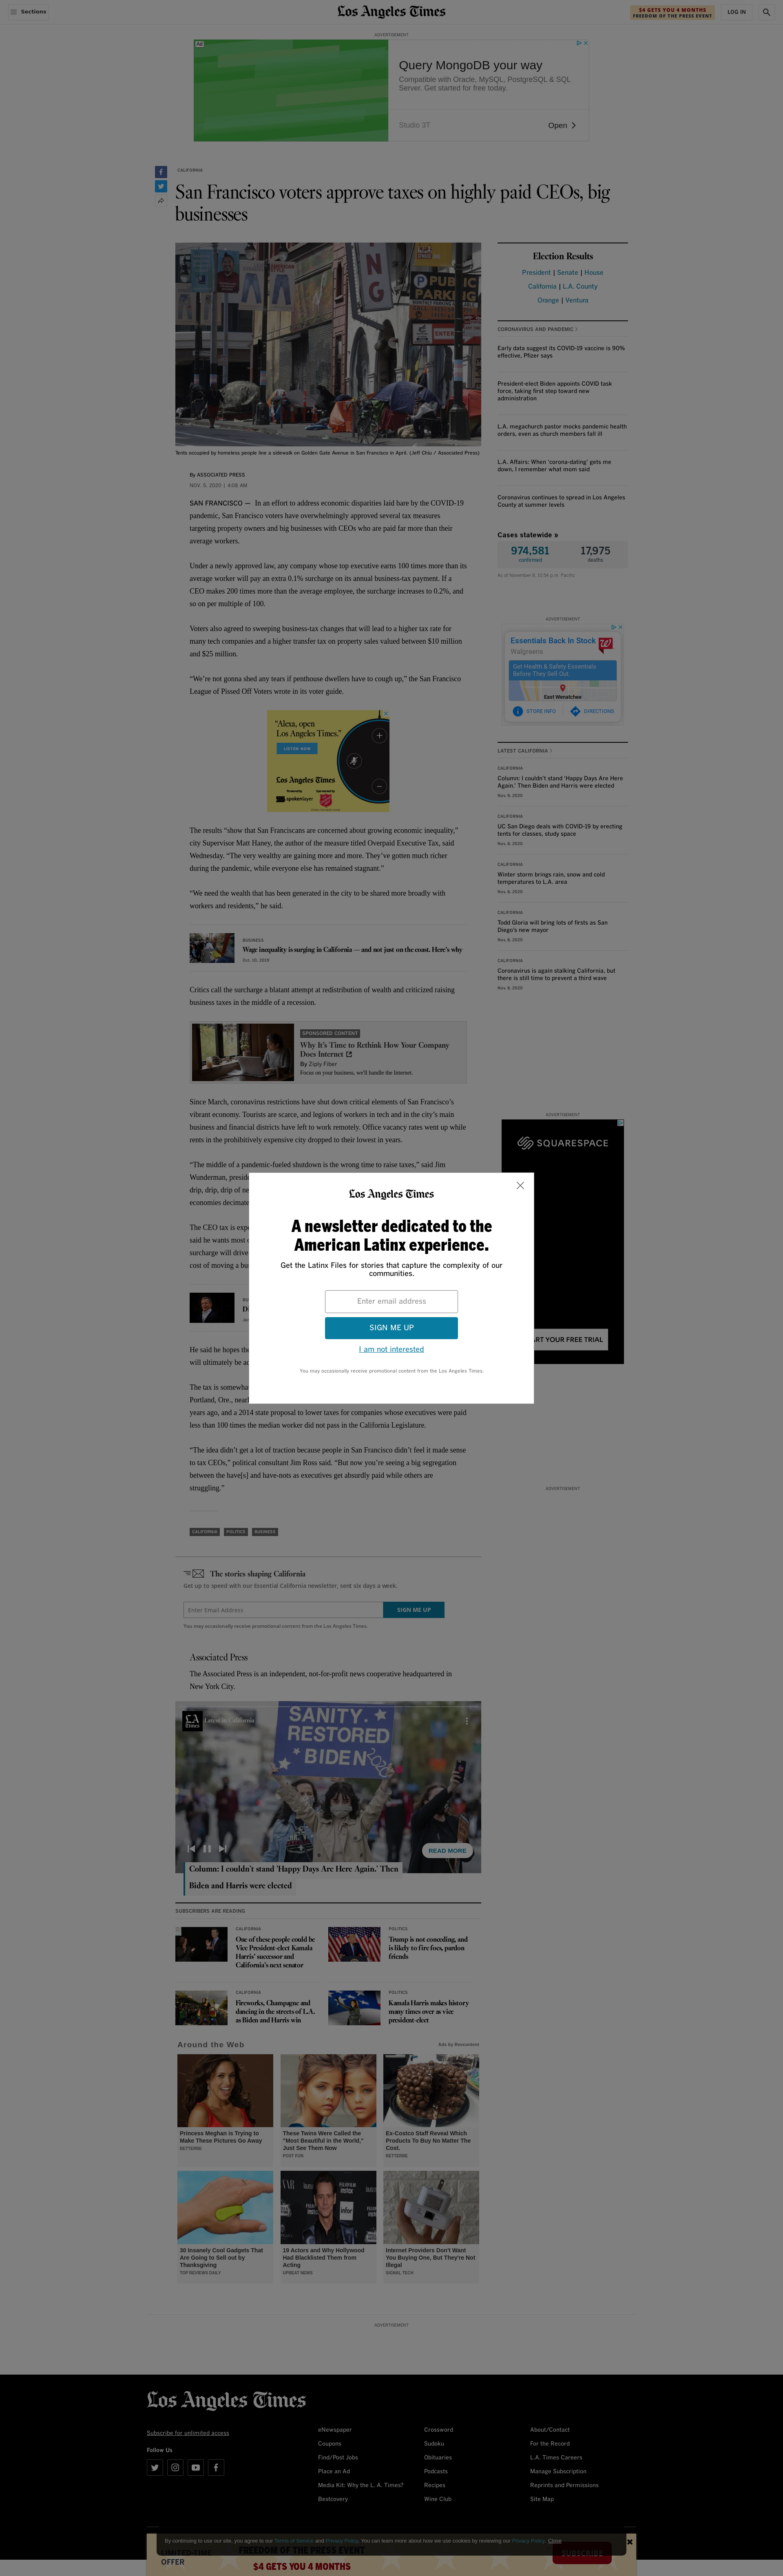 Sections
Los Angeles Times
$4 GETS YOU 4 MONTHS
FREEDOM OF THE PRESS EVENT
LOG IN
ADVERTISEMENT
Ad
Query MongoDB your way
Compatible with Oracle, MySQL, PostgreSQL & SQL
Server. Get started for free today.
Studio 3T
Open
CALIFORNIA
San Francisco voters approve taxes on highly paid CEOs, big
businesses
PUBLIC
PARKING
ENTER
Tents occupied by homeless people line a sidewalk on Golden Gate Avenue in San Francisco in April. (Jeff Chiu / Associated Press)
By ASSOCIATED PRESS
NOV. 5, 2020 | 4:08 AM
SAN FRANCISCO — In an effort to address economic disparities laid bare by the COVID-19
pandemic, San Francisco voters have overwhelmingly approved several tax measures
targeting property owners and big businesses with CEOs who are paid far more than their
average workers.
Under a newly approved law, any company whose top executive earns 100 times more than its
average worker will pay an extra 0.1% surcharge on its annual business-tax payment. If a
CEO makes 200 times more than the average employee, the surcharge increases to 0.2%, and
so on per multiple of 100.
Voters also agreed to sweeping business-tax changes that will lead to a higher tax rate for
many tech companies and a higher transfer tax on property sales valued between $10 million
and $25 million.
“We’re not gonna shed any tears if penthouse dwellers have to cough up,” the San Francisco
League of Pissed Off Voters wrote in its voter guide.
“Alexa, open
Los Angeles Times.”
LISTEN NOW
Los Angeles Times
The results “show that San Franciscans are concerned about growing economic inequality,”
city Supervisor Matt Haney, the author of the measure titled Overpaid Executive Tax, said
Wednesday. “The very wealthy are gaining more and more. They’ve gotten much richer
during the pandemic, while everyone else has remained stagnant.”
“We need the wealth that has been generated in the city to be shared more broadly with
workers and residents,” he said.
BUSINESS
Wage inequality is surging in California — and not just on the coast. Here’s why
Oct. 10, 2019
Critics call the surcharge a blatant attempt at redistribution of wealth and criticized raising
business taxes in the middle of a recession.
SPONSORED CONTENT
Why It’s Time to Rethink How Your Company
Does Internet
By Ziply Fiber
Focus on your business, we'll handle the Internet.
Since March, coronavirus restrictions have shut down critical elements of San Francisco’s
vibrant economy. Tourists are scarce, and legions of workers in tech and in the city’s main
business and financial districts have left to work remotely. Office vacancy rates went up while
rents in the prohibitively expensive city dropped to their lowest in years.
“The middle of a pandemic-fueled shutdown is the wrong time to raise taxes,” said Jim
Wunderman, presid
drip, drip, drip of ne
economies decimate
The CEO tax is expe
said he wants most o
surcharge will drive
cost of moving a bu
He said he hopes the
will ultimately be ac
The tax is somewha
Portland, Ore., nearl
years ago, and a 2014 state proposal to lower taxes for companies whose executives were paid
less than 100 times the median worker did not pass in the California Legislature.
“The idea didn’t get a lot of traction because people in San Francisco didn’t feel it made sense
to tax CEOs,” political consultant Jim Ross said. “But now you’re seeing a big segregation
between the have[s] and have-nots as executives get absurdly paid while others are
struggling.”
CALIFORNIA
POLITICS
BUSINESS
The stories shaping California
Get up to speed with our Essential California newsletter, sent six days a week.
Enter Email Address
SIGN ME UP
You may occasionally receive promotional content from the Los Angeles Times.
Associated Press
The Associated Press is an independent, not-for-profit news cooperative headquartered in
New York City.
LA Times
Latest in California
SANITY.
RESTORED
BIDEN
READ MORE
Column: I couldn't stand 'Happy Days Are Here Again.' Then
Biden and Harris were elected
SUBSCRIBERS ARE READING
CALIFORNIA
One of these people could be
Vice President-elect Kamala
Harris’ successor and
California’s next senator
POLITICS
Trump is not conceding, and
is likely to fire foes, pardon
friends
CALIFORNIA
Fireworks, Champagne and
dancing in the streets of L.A.
as Biden and Harris win
POLITICS
Kamala Harris makes history
many times over as vice
president-elect
Around the Web
Ads by Revcontent
Princess Meghan is Trying to
Make These Pictures Go Away
BETTERBE
These Twins Were Called the
"Most Beautiful in the World,"
Just See Them Now
POST FUN
Ex-Costco Staff Reveal Which
Products To Buy No Matter The
Cost.
BETTERBE
30 Insanely Cool Gadgets That
Are Going to Sell out by
Thanksgiving
TOP REVIEWS DAILY
19 Actors and Why Hollywood
Had Blacklisted Them from
Acting
UPBEAT NEWS
Internet Providers Don't Want
You Buying One, But They're Not
Illegal
SIGNAL TECH
ADVERTISEMENT
Election Results
President | Senate | House
California | L.A. County
Orange | Ventura
CORONAVIRUS AND PANDEMIC
Early data suggest its COVID-19 vaccine is 90%
effective, Pfizer says
President-elect Biden appoints COVID task
force, taking first step toward new
administration
L.A. megachurch pastor mocks pandemic health
orders, even as church members fall ill
L.A. Affairs: When ‘corona-dating’ gets me
down, I remember what mom said
Coronavirus continues to spread in Los Angeles
County at summer levels
Cases statewide »
974,581
confirmed
17,975
deaths
As of November 8, 10:54 p.m. Pacific
ADVERTISEMENT
Essentials Back In Stock
Walgreens
Get Health & Safety Essentials
Before They Sell Out.
East Wenatchee
STORE INFO
DIRECTIONS
LATEST CALIFORNIA
CALIFORNIA
Column: I couldn’t stand ‘Happy Days Are Here
Again.’ Then Biden and Harris were elected
Nov. 9, 2020
CALIFORNIA
UC San Diego deals with COVID-19 by erecting
tents for classes, study space
Nov. 9, 2020
CALIFORNIA
Winter storm brings rain, snow and cold
temperatures to L.A. area
Nov. 9, 2020
CALIFORNIA
Todd Gloria will bring lots of firsts as San
Diego’s new mayor
Nov. 9, 2020
CALIFORNIA
Coronavirus is again stalking California, but
there is still time to prevent a third wave
Nov. 9, 2020
ADVERTISEMENT
SQUARESPACE
ART YOUR FREE TRIAL
ADVERTISEMENT
Los Angeles Times
A newsletter dedicated to the
American Latinx experience.
Get the Latinx Files for stories that capture the complexity of our
communities.
Enter email address
SIGN ME UP
I am not interested
You may occasionally receive promotional content from the Los Angeles Times.
Los Angeles Times
Subscribe for unlimited access
Follow Us
eNewspaper
Coupons
Find/Post Jobs
Place an Ad
Media Kit: Why the L. A. Times?
Bestcovery
Crossword
Sudoku
Obituaries
Podcasts
Recipes
Wine Club
About/Contact
For the Record
L.A. Times Careers
Manage Subscription
Reprints and Permissions
Site Map
By continuing to use our site, you agree to our Terms of Service and Privacy Policy. You can learn more about how we use cookies by reviewing our Privacy Policy. Close
OFFER
FREEDOM OF THE PRESS EVENT
$4 GETS YOU 4 MONTHS
SUBSCRIBE